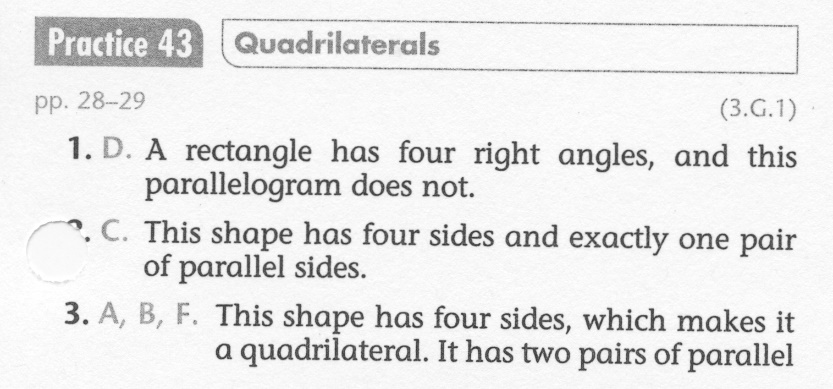 Practice 43 Quadrilaterals
pp. 28–29 (3.G.1)
1. D. A rectangle has four right angles, and this
parallelogram does not.
. C. This shape has four sides and exactly one pair
of parallel sides.
3. A, B, F. This shape has four sides, which makes it
a quadrilateral. It has two pairs of parallel